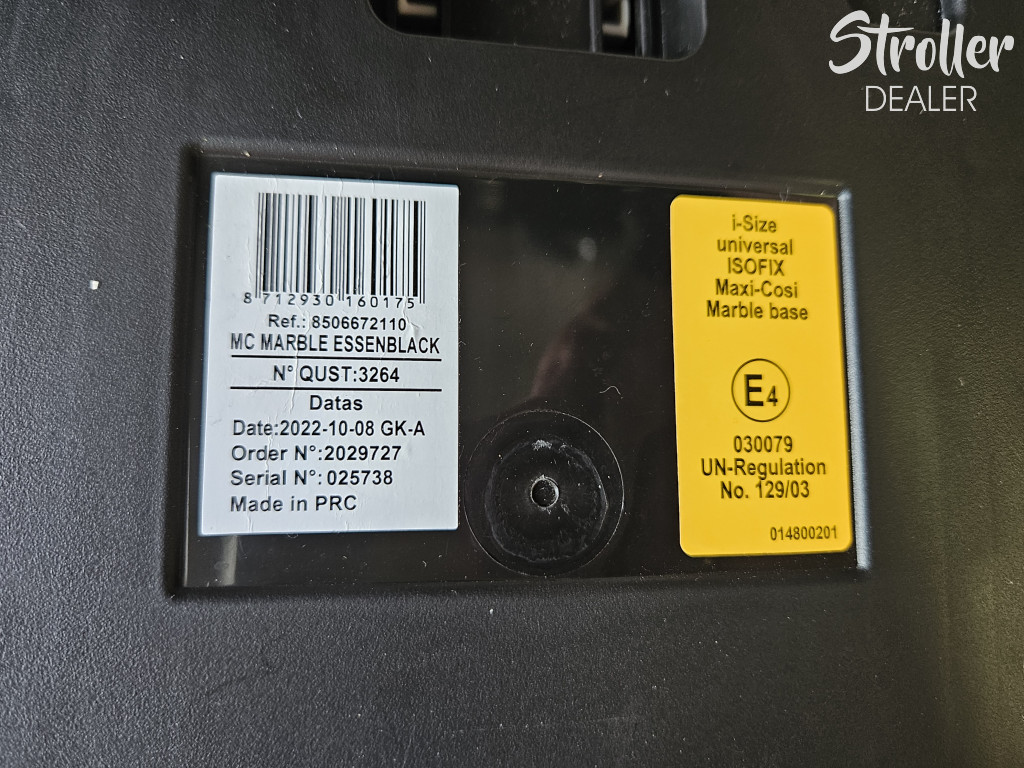 Stroller
DEALER
8 712930 160175
Ref.: 8506672110
MC MARBLE ESSENBLACK
N° QUST:3264
Datas
Date:2022-10-08 GK-A
Order N°:2029727
Serial N°: 025738
Made in PRC
i-Size
universal
ISOFIX
Maxi-Cosi
Marble base
E4
030079
UN-Regulation
No. 129/03
014800201